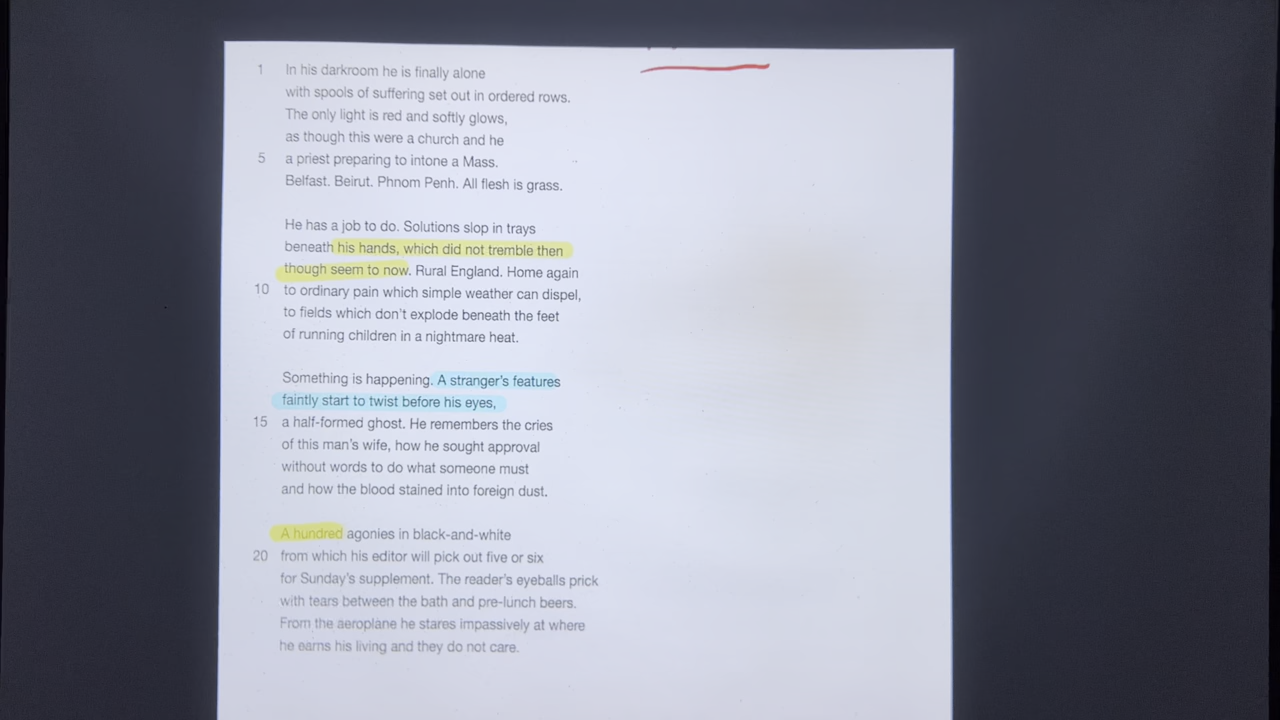 1 In his darkroom he is finally alone
with spools of suffering set out in ordered rows.
The only light is red and softly glows,
as though this were a church and he
5 a priest preparing to intone a Mass.
Belfast. Beirut. Phnom Penh. All flesh is grass.
He has a job to do. Solutions slop in trays
beneath his hands, which did not tremble then
though seem to now. Rural England. Home again
10 to ordinary pain which simple weather can dispel,
to fields which don't explode beneath the feet
of running children in a nightmare heat.
Something is happening. A stranger's features
faintly start to twist before his eyes,
15 a half-formed ghost. He remembers the cries
of this man's wife, how he sought approval
without words to do what someone must
and how the blood stained into foreign dust.
A hundred agonies in black-and-white
20 from which his editor will pick out five or six
for Sunday's supplement. The reader's eyeballs prick
with tears between the bath and pre-lunch beers.
From the aeroplane he stares impassively at where
he earns his living and they do not care.